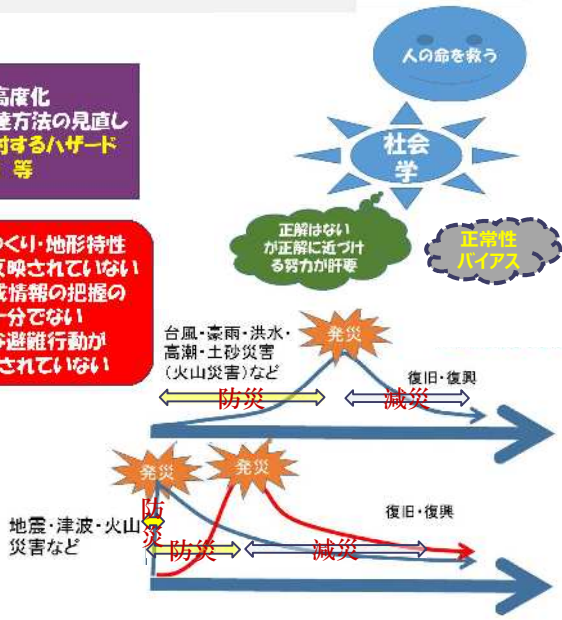 人の命を救う
高度化
達方法の見直し
対するハザード
等
社会
学
正解はない
が正解に近づけ
る努力が肝要
正常性
バイアス
づくり・地形特性
反映されていない
成情報の把握の
十分でない
な避難行動が
されていない
台風・豪雨・洪水・
高潮・土砂災害
(火山災害)など
発災
復旧・復興
防災
減災
発災
発災
地震・津波・火山
災害など
防災
防災
減災
復旧・復興